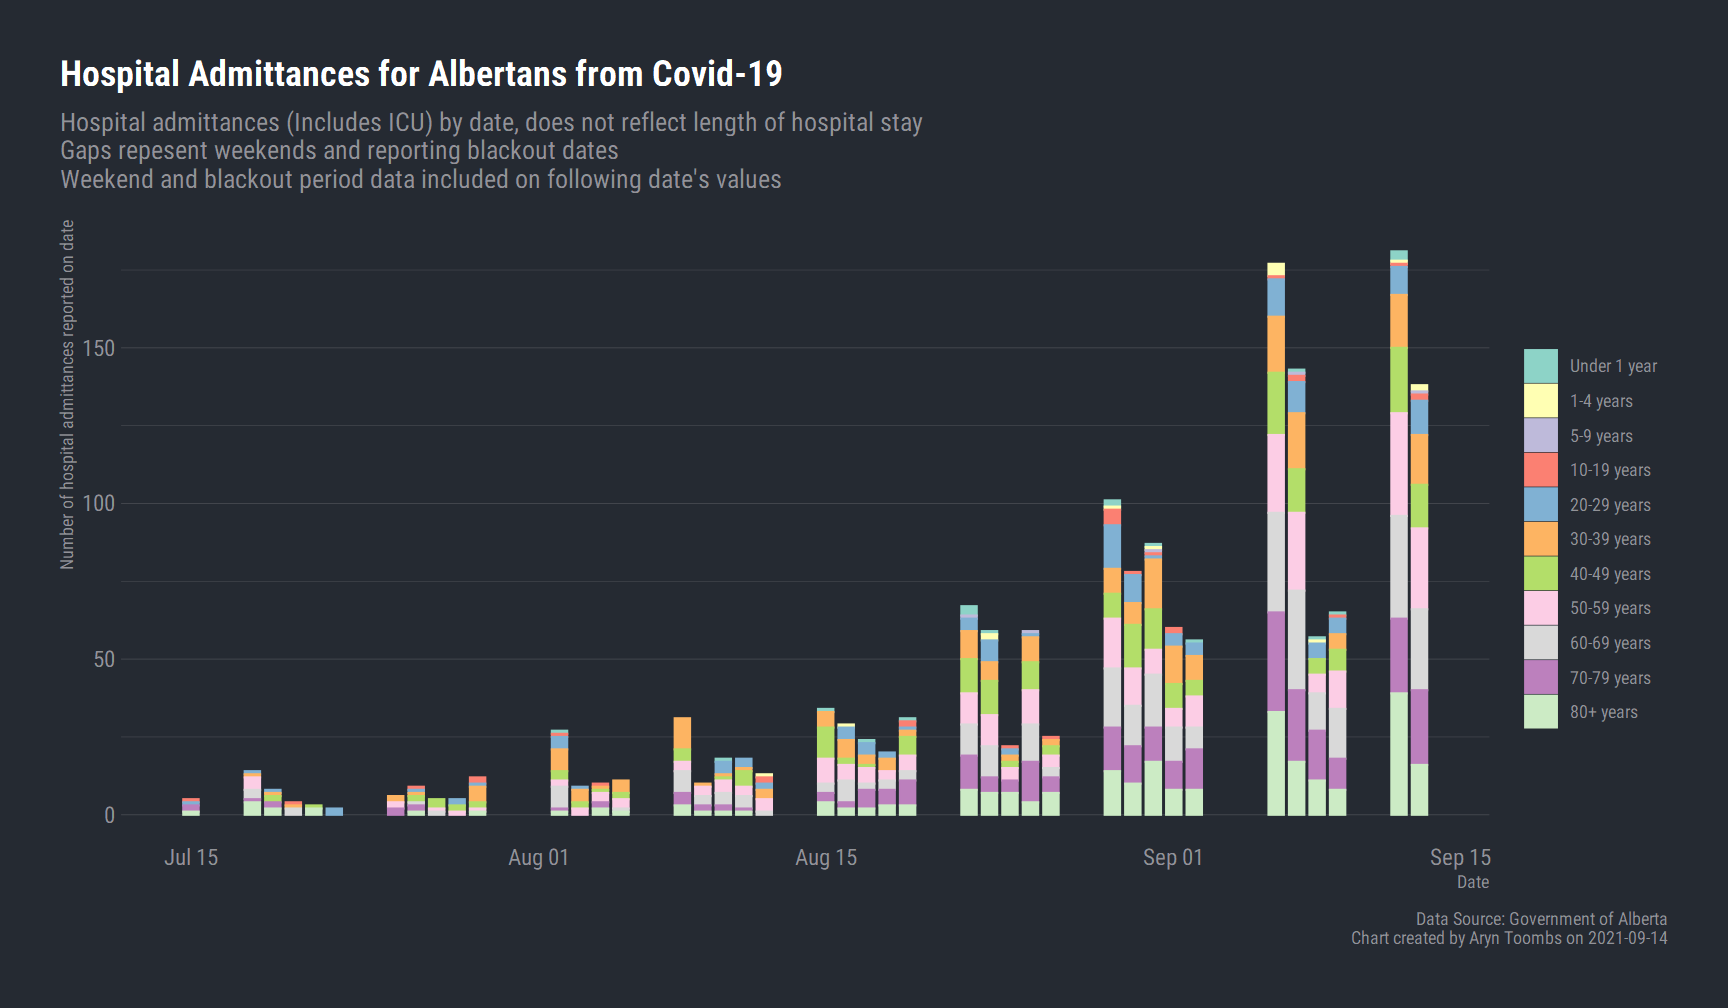 Hospital Admittances for Albertans from Covid-19
Hospital admittances (Includes ICU) by date, does not reflect length of hospital stay
Gaps repesent weekends and reporting blackout dates
Weekend and blackout period data included on following date's values
Number of hospital admittances reported on date
150
100
50
0
Jul 15
Aug 01
Aug 15
Sep 01
Sep 15
Date
Under 1 year
1-4 years
5-9 years
10-19 years
20-29 years
30-39 years
40-49 years
50-59 years
60-69 years
70-79 years
80+ years
Data Source: Government of Alberta
Chart created by Aryn Toombs on 2021-09-14